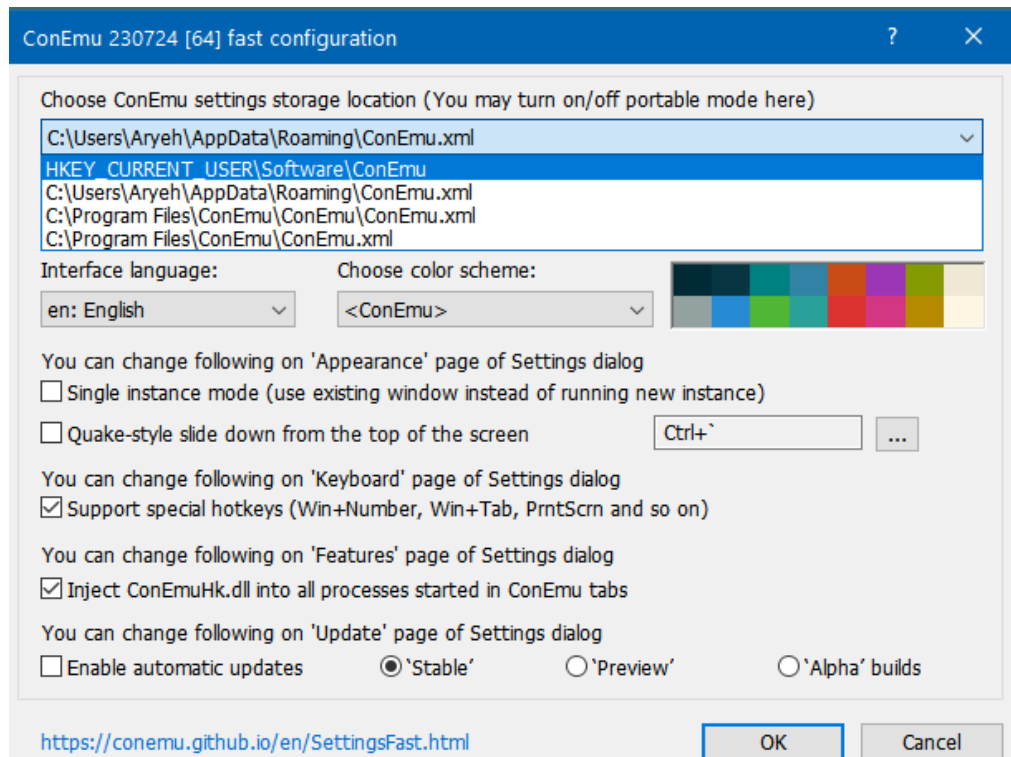 ConEmu 230724 [64] fast configuration ?
Choose ConEmu settings storage location (You may turn on/off portable mode here)
C:\Users\Aryeh\AppData\Roaming\ConEmu.xml
HKEY_CURRENT_USER\Software\ConEmu
C:\Users\Aryeh\AppData\Roaming\ConEmu.xml
C:\Program Files\ConEmu\ConEmu\ConEmu.xml
C:\Program Files\ConEmu\ConEmu.xml
Interface language: Choose color scheme:
en: English <ConEmu>
You can change following on 'Appearance' page of Settings dialog
Single instance mode (use existing window instead of running new instance)
Quake-style slide down from the top of the screen Ctrl+` ...
You can change following on 'Keyboard' page of Settings dialog
Support special hotkeys (Win+Number, Win+Tab, PrntScrn and so on)
You can change following on 'Features' page of Settings dialog
Inject ConEmuHk.dll into all processes started in ConEmu tabs
You can change following on 'Update' page of Settings dialog
Enable automatic updates ‘Stable’ ‘Preview’ ‘Alpha’ builds
https://conemu.github.io/en/SettingsFast.html OK Cancel